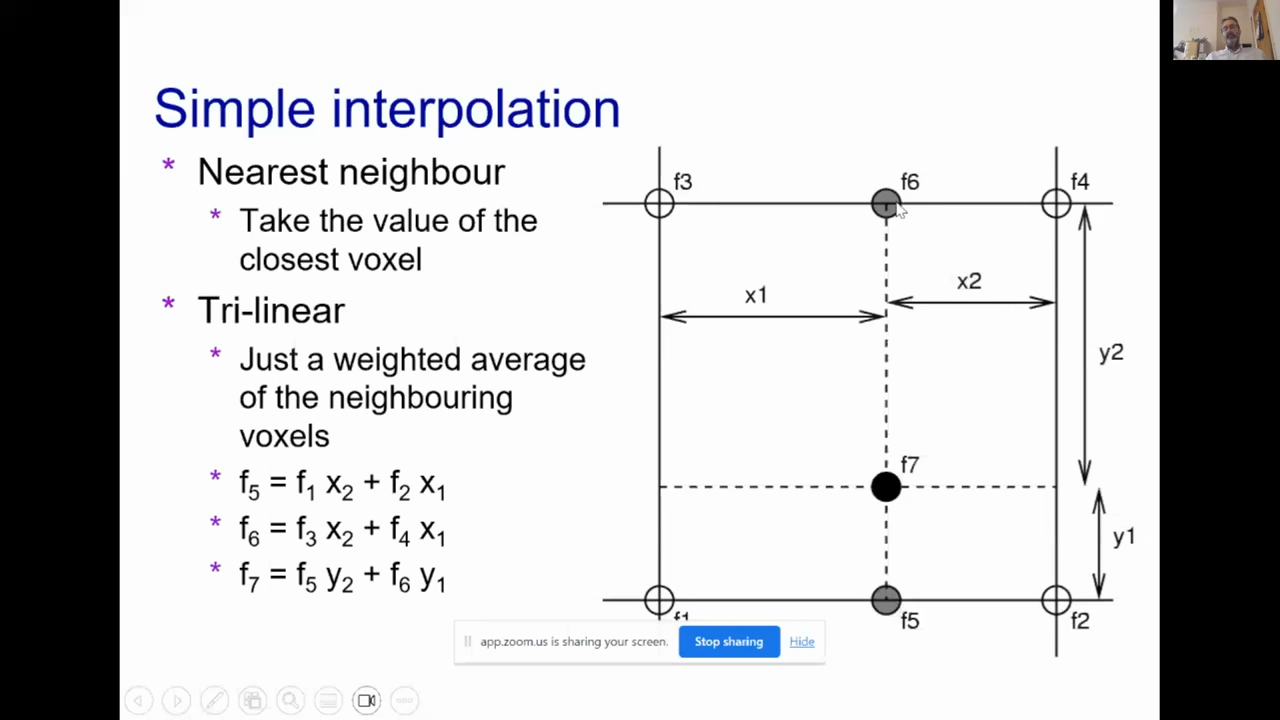 Simple interpolation
* Nearest neighbour
* Take the value of the
closest voxel
* Tri-linear
* Just a weighted average
of the neighbouring
voxels
* f5 = f1 x2 + f2 x1
* f6 = f3 x2 + f4 x1
* f7 = f5 y2 + f6 y1
f3
f6
f4
x1
x2
y2
f7
y1
f1
f5
f2
app.zoom.us is sharing your screen.
Stop sharing
Hide